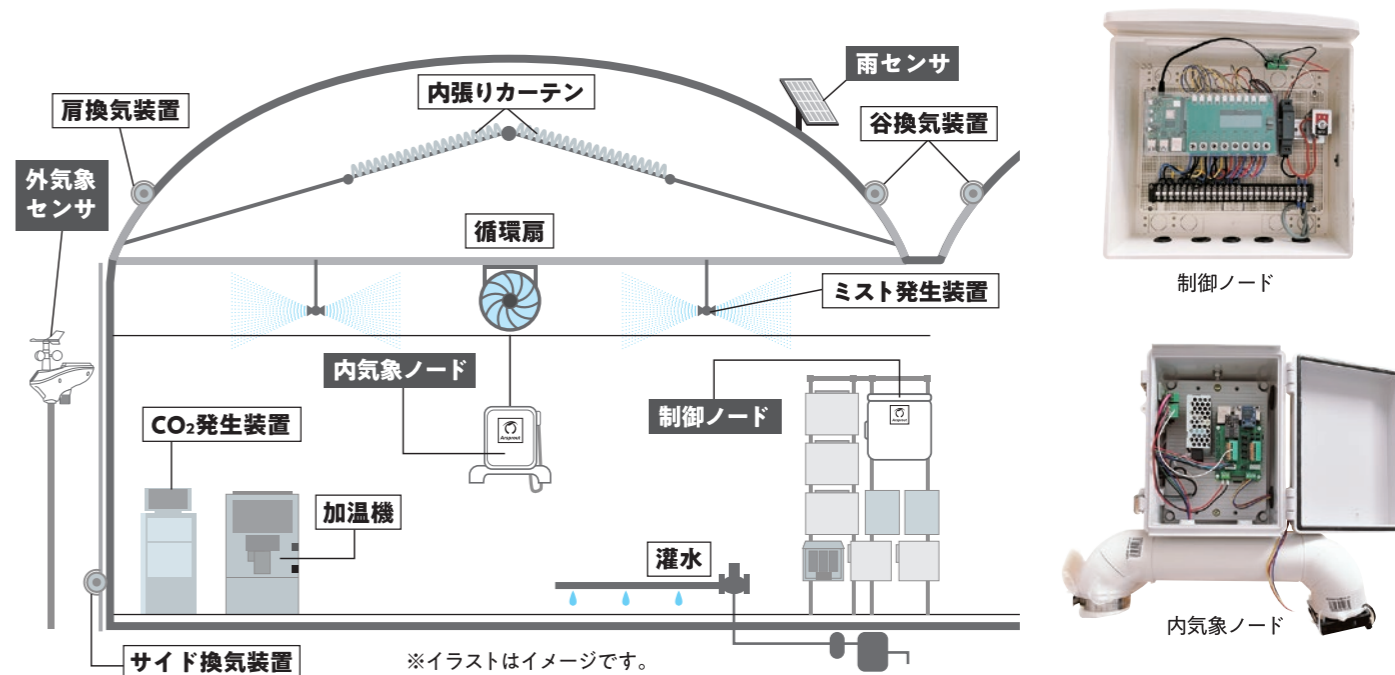 肩換気装置
内張りカーテン
雨センサ
谷換気装置
外気象
センサ
循環扇
ミスト発生装置
内気象ノード
制御ノード
CO₂発生装置
加温機
灌水
サイド換気装置
※イラストはイメージです。
Arsprout
Arsprout
制御ノード
内気象ノード